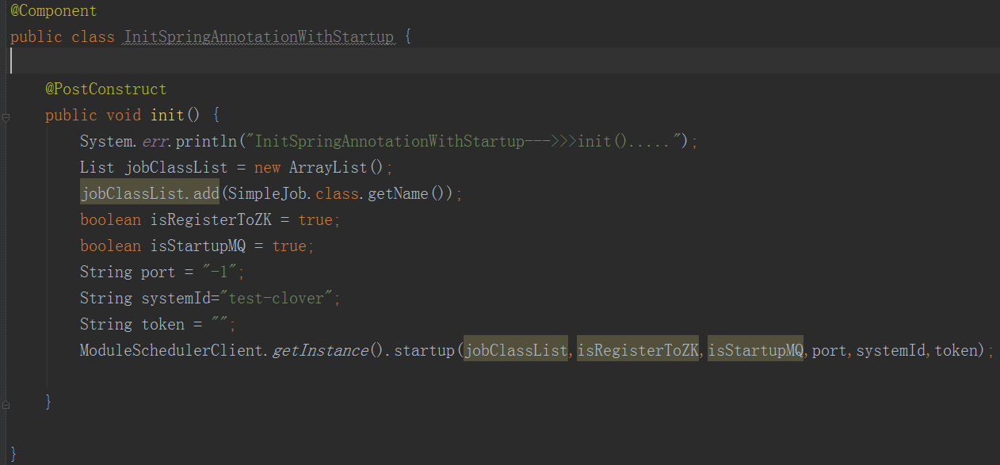 @Component
public class InitSpringAnnotationWithStartup {
@PostConstruct
public void init() {
System.err.println("InitSpringAnnotationWithStartup--->>>init().....");
List jobClassList = new ArrayList();
jobClassList.add(SimpleJob.class.getName());
boolean isRegisterToZK = true;
boolean isStartupMQ = true;
String port = "-1";
String systemId="test-clover";
String token = "";
ModuleSchedulerClient.getInstance().startup(jobClassList,isRegisterToZK,isStartupMQ,port,systemId,token);
}
}